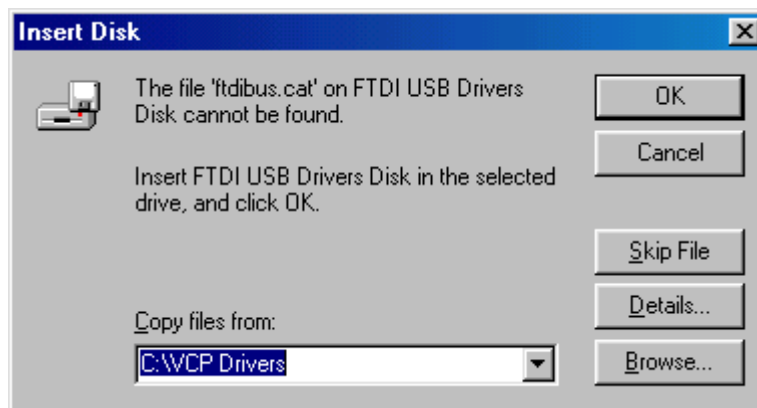 Insert Disk
The file 'ftdibus.cat' on FTDI USB Drivers
Disk cannot be found.
Insert FTDI USB Drivers Disk in the selected
drive, and click OK.
Copy files from:
C:\VCP Drivers
OK
Cancel
Skip File
Details...
Browse...